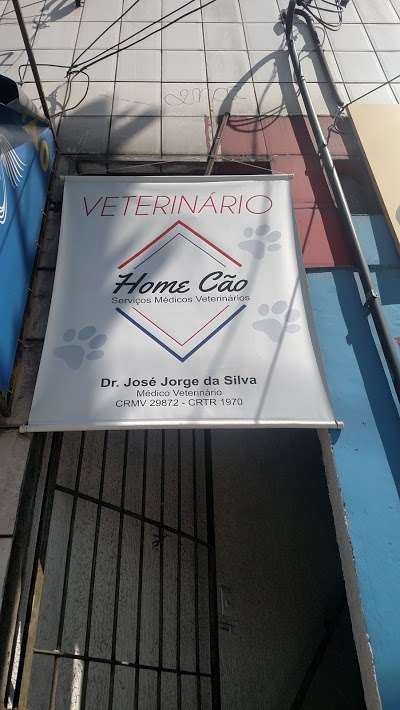 VETERINÁRIO
Home Cão
Serviços Médicos Veterinários
Dr. José Jorge da Silva
Médico Veterinário
CRMV 29872 - CRTR 1970